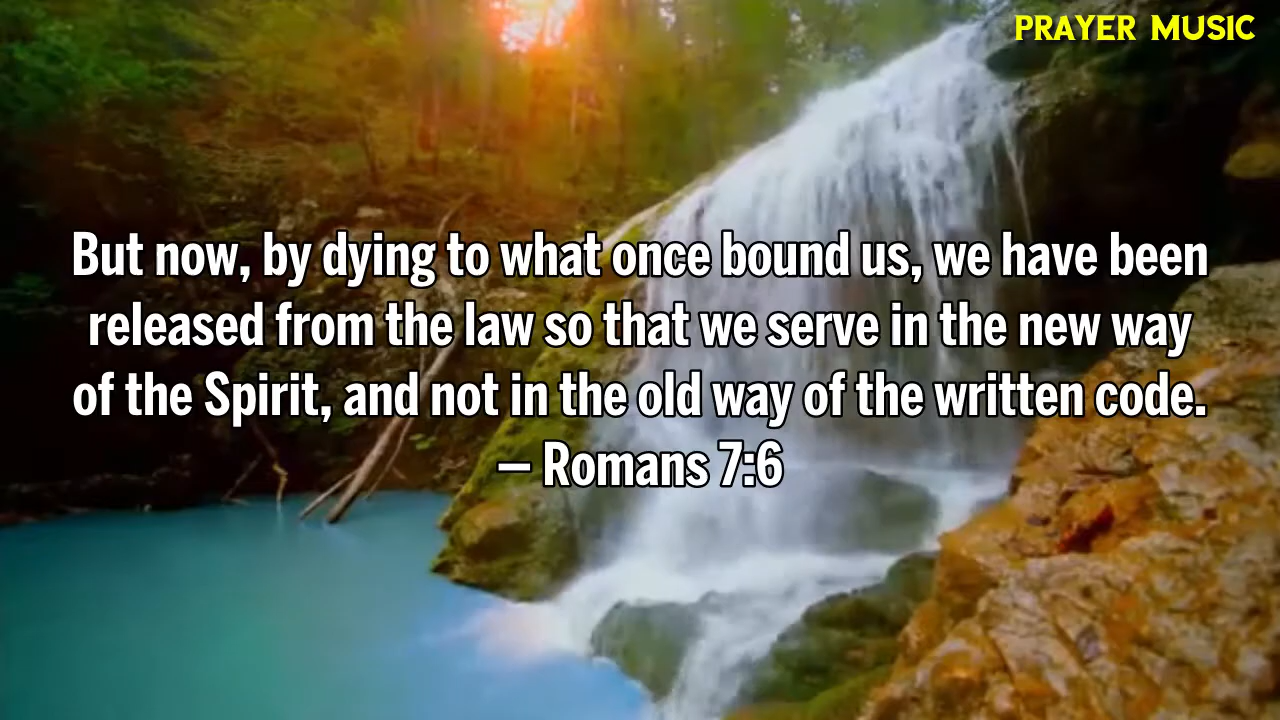 PRAYER MUSIC
But now, by dying to what once bound us, we have been
released from the law so that we serve in the new way
of the Spirit, and not in the old way of the written code.
– Romans 7:6